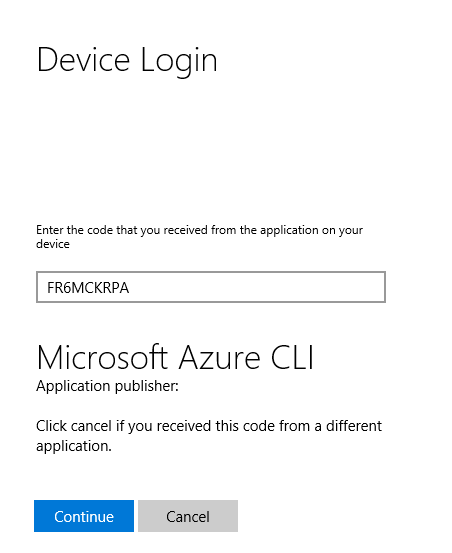 Device Login
Enter the code that you received from the application on your
device
FR6MCKRPA
Microsoft Azure CLI
Application publisher:
Click cancel if you received this code from a different
application.
Continue
Cancel